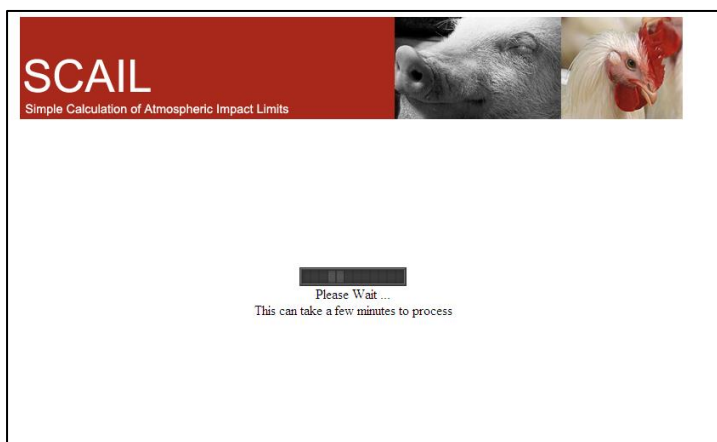 SCAIL
Simple Calculation of Atmospheric Impact Limits
Please Wait ...
This can take a few minutes to process